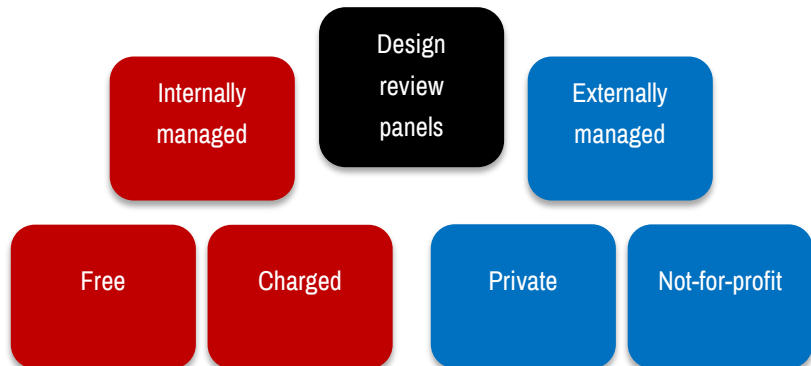 Design
review
panels
Internally
managed
Externally
managed
Free
Charged
Private
Not-for-profit